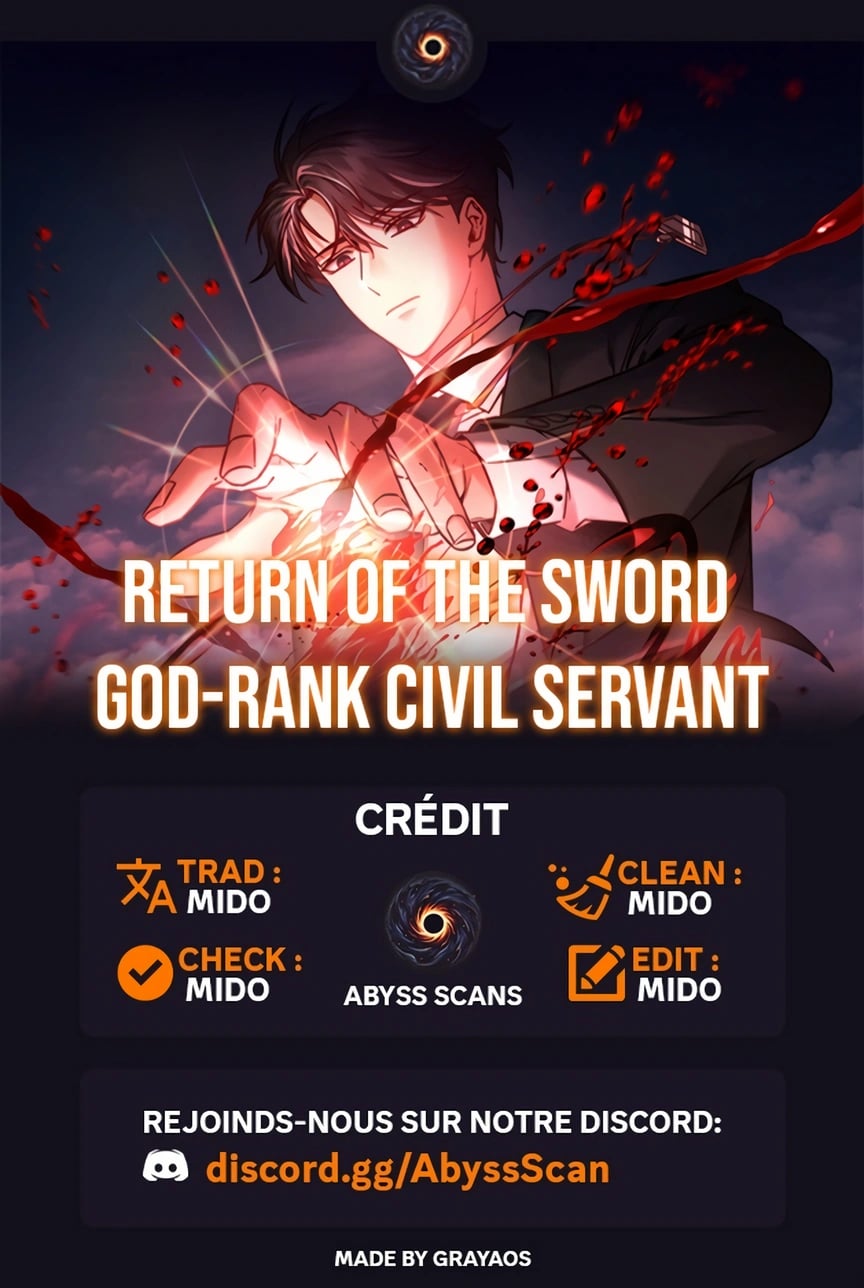 RETURN OF THE SWORD
GOD-RANK CIVIL SERVANT
CRÉDIT
TRAD :
MIDO
CLEAN :
MIDO
CHECK :
MIDO
EDIT :
MIDO
ABYSS SCANS
REJOINDS-NOUS SUR NOTRE DISCORD:
discord.gg/AbyssScan
MADE BY GRAYAOS